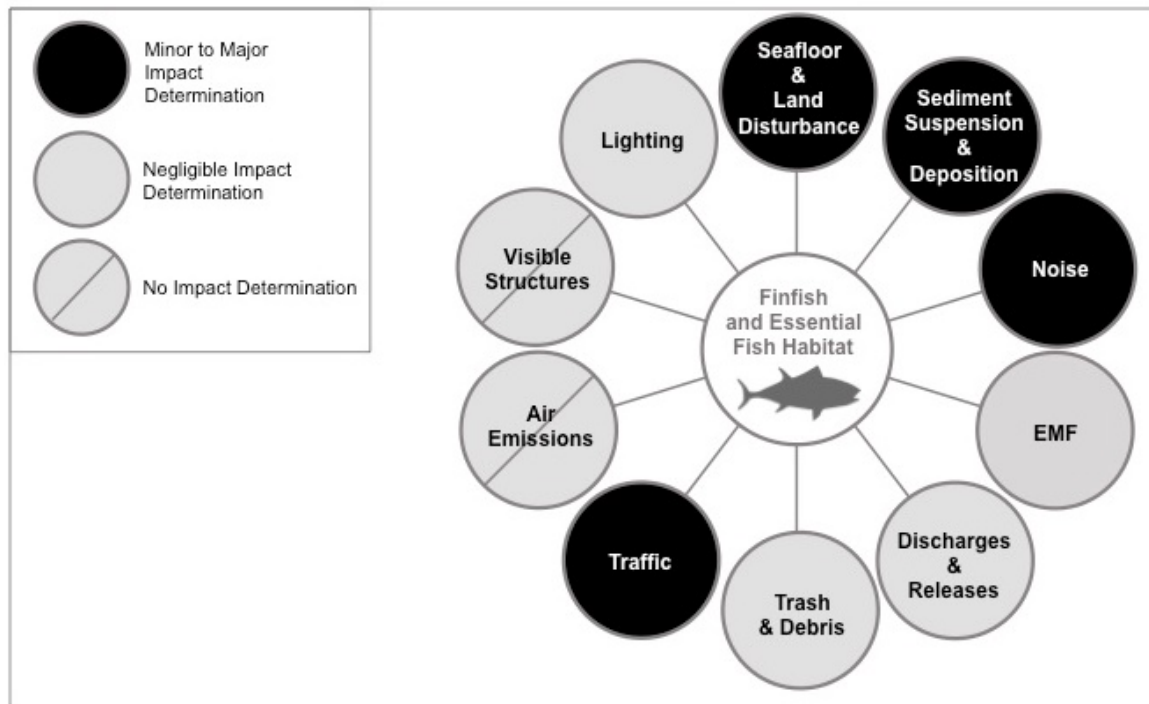 Minor to Major
Impact
Determination
Negligible Impact
Determination
No Impact Determination
Seafloor
&
Land
Disturbance
Sediment
Suspension
&
Deposition
Noise
EMF
Discharges
&
Releases
Trash
& Debris
Traffic
Air
Emissions
Visible
Structures
Lighting
Finfish
and Essential
Fish Habitat